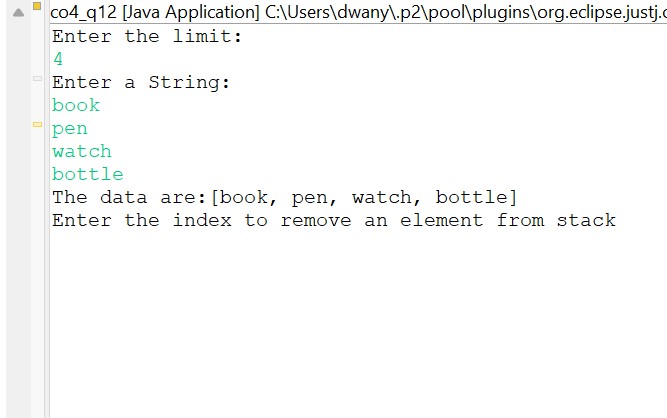 co4_q12 [Java Application] C:\Users\dwany\.p2\pool\plugins\org.eclipse.justj.
Enter the limit:
4
Enter a String:
book
pen
watch
bottle
The data are:[book, pen, watch, bottle]
Enter the index to remove an element from stack